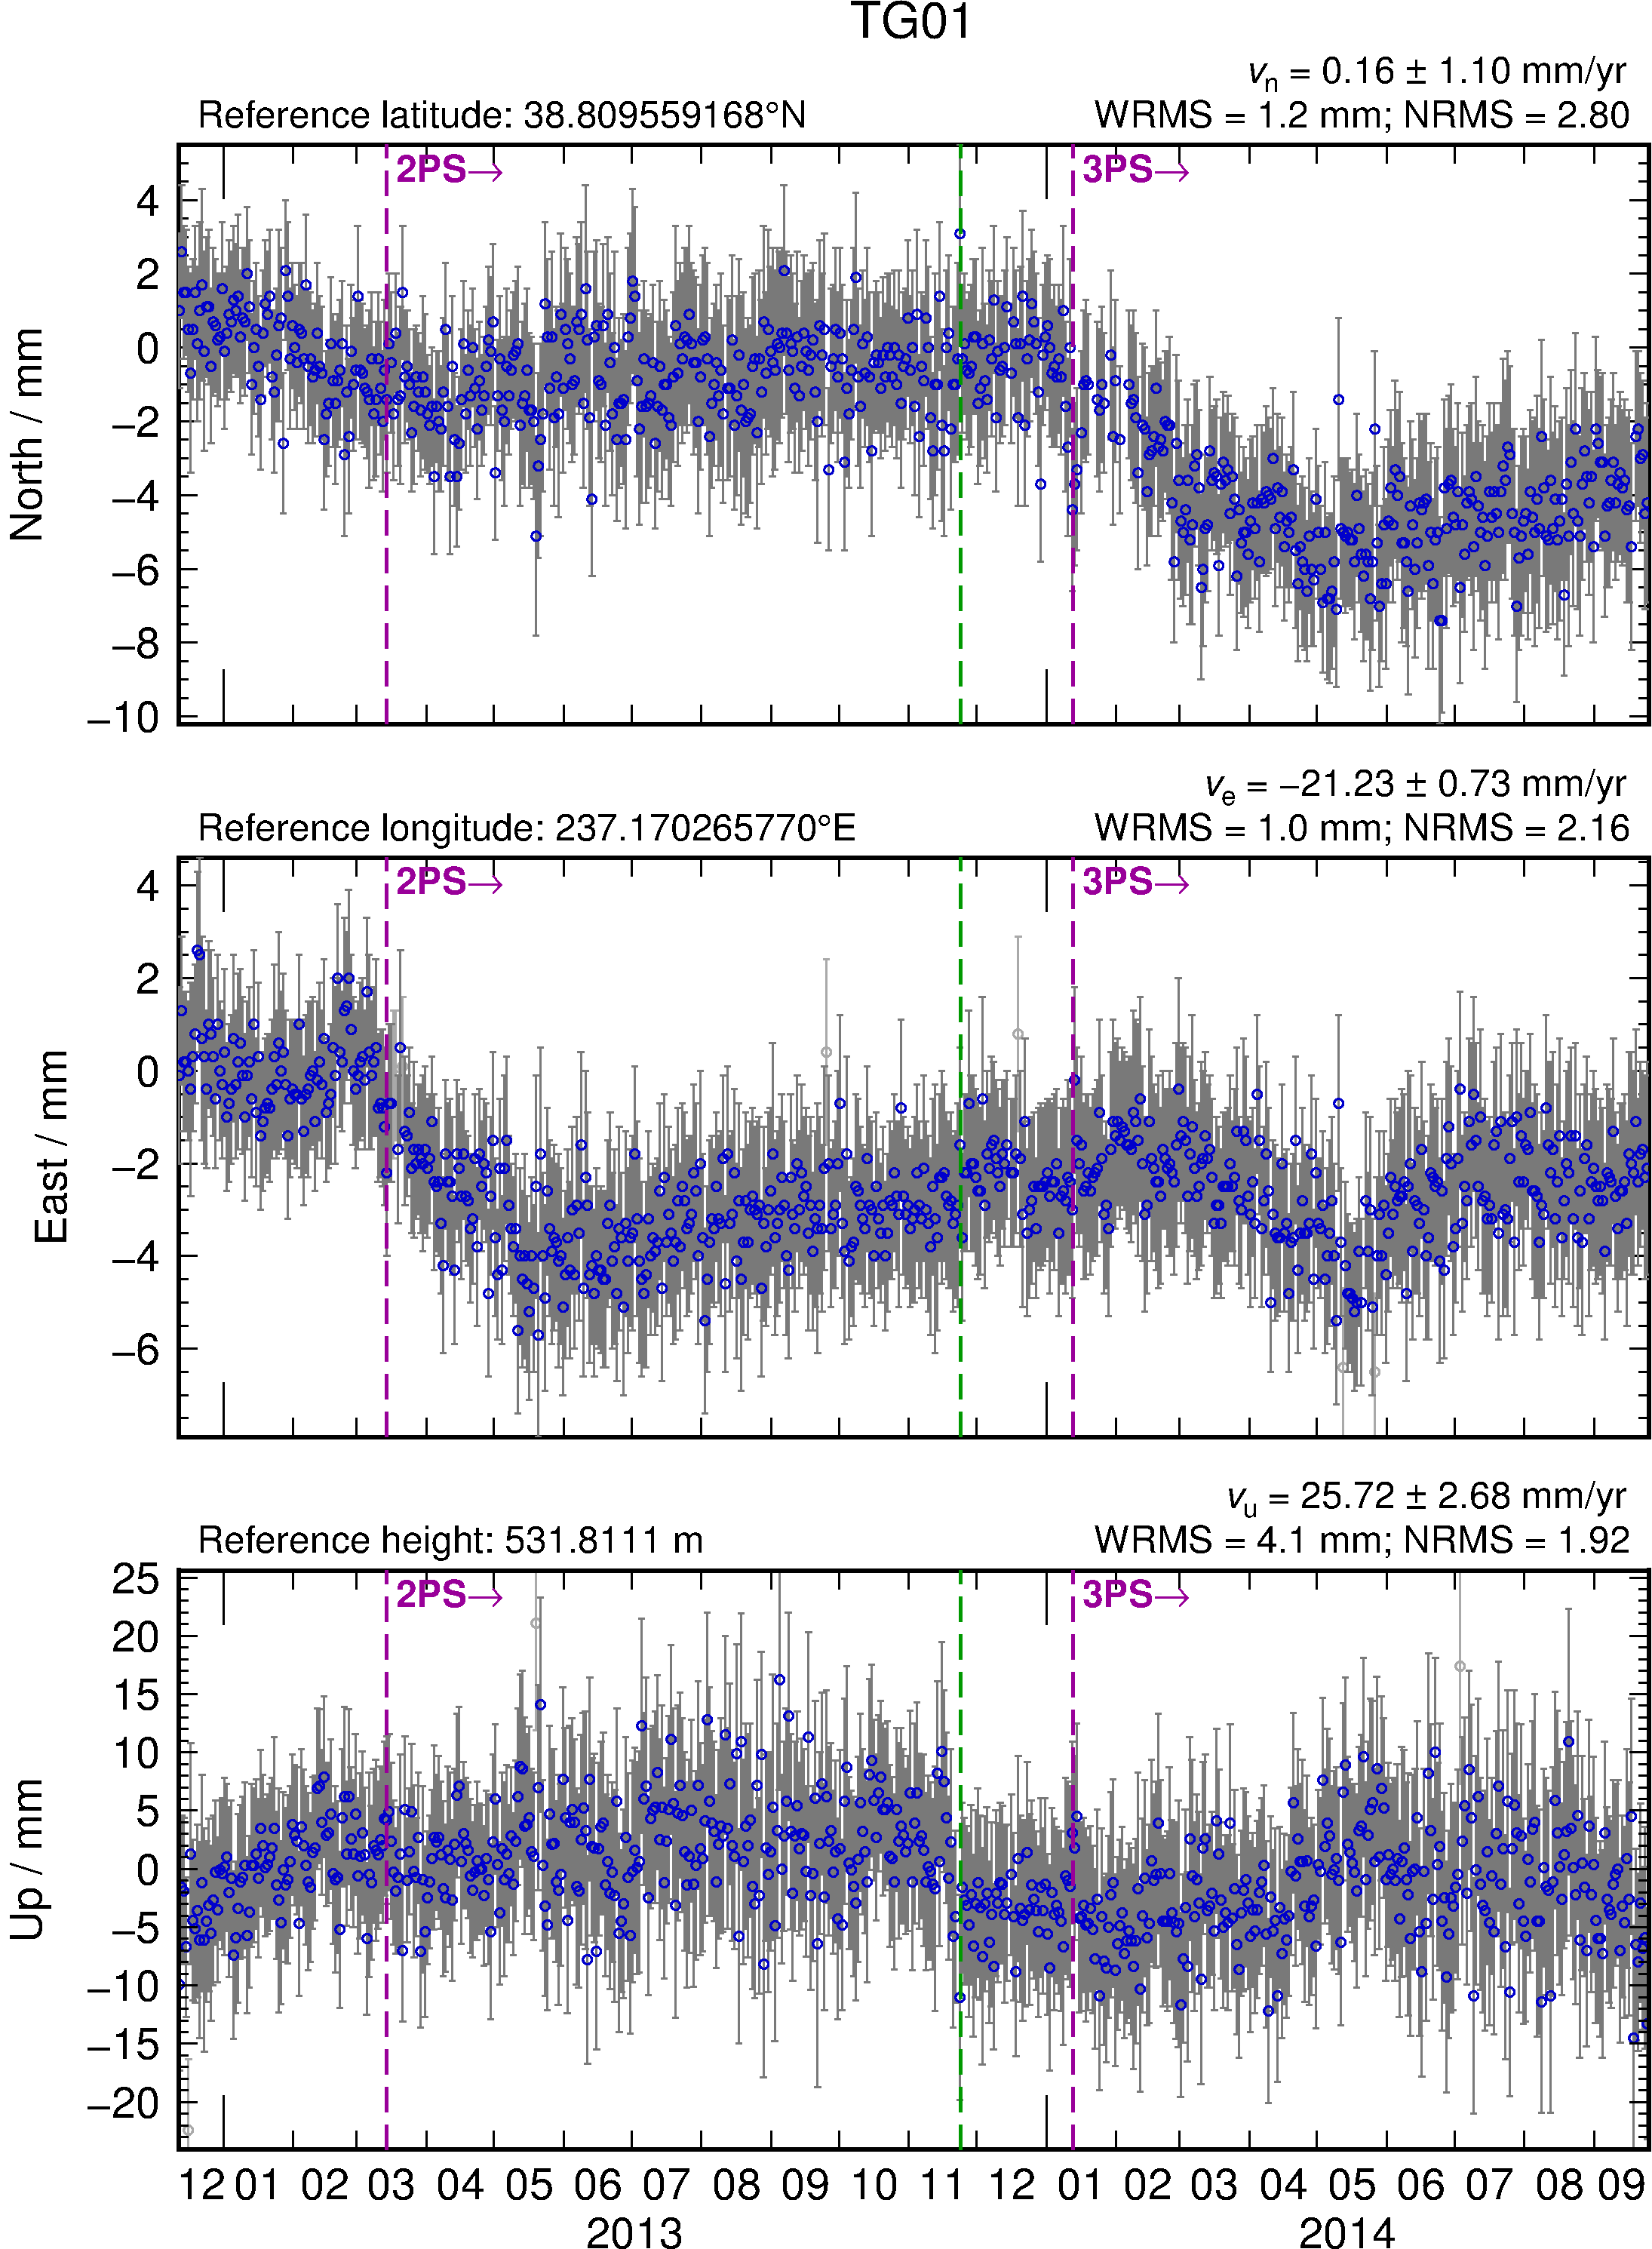 TG01
vn = 0.16 ± 1.10 mm/yr
Reference latitude: 38.809559168°N
WRMS = 1.2 mm; NRMS = 2.80
2PS→
3PS→
4
2
0
−2
−4
−6
−8
−10
North / mm
ve = −21.23 ± 0.73 mm/yr
Reference longitude: 237.170265770°E
WRMS = 1.0 mm; NRMS = 2.16
2PS→
3PS→
4
2
0
−2
−4
−6
East / mm
vu = 25.72 ± 2.68 mm/yr
Reference height: 531.8111 m
WRMS = 4.1 mm; NRMS = 1.92
2PS→
3PS→
25
20
15
10
5
0
−5
−10
−15
−20
Up / mm
12 01 02 03 04 05 06 07 08 09 10 11 12 01 02 03 04 05 06 07 08 09
2013 2014